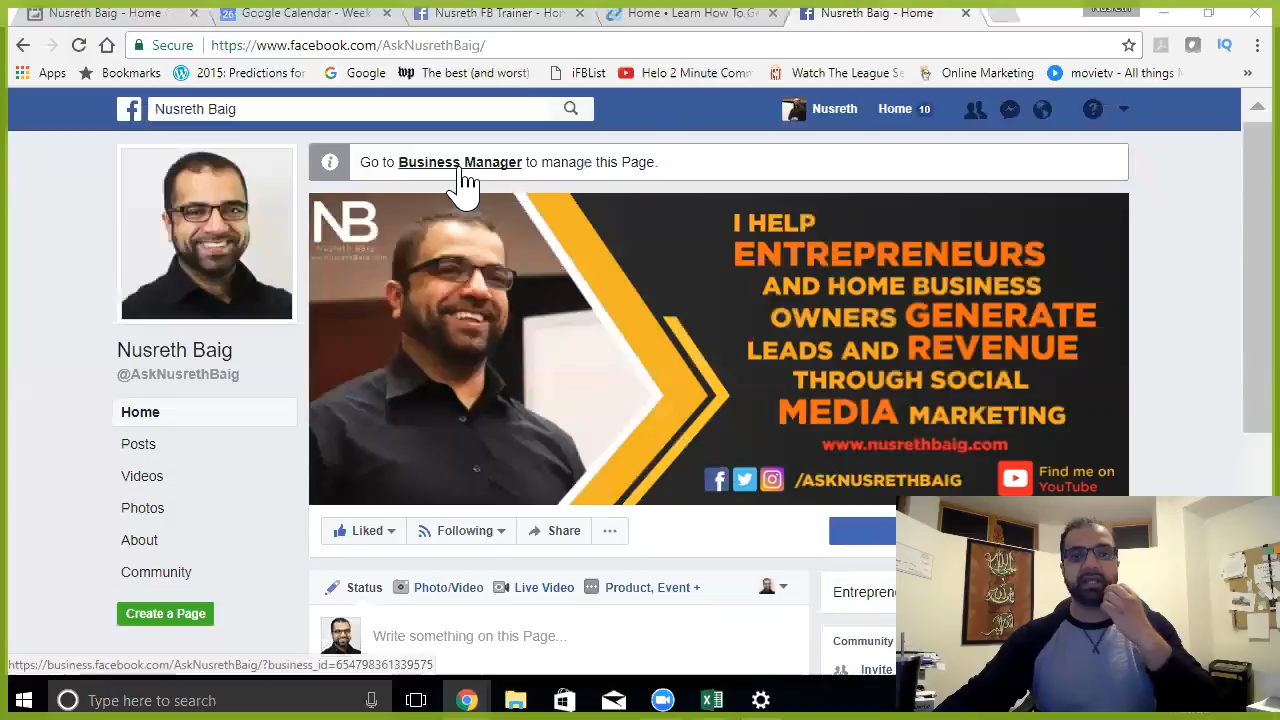 Nusreth Baig - Home
Google Calendar - Week
Nusreth FB Trainer - Hom
Home • Learn How To Ge
Nusreth Baig - Home
Secure
https://www.facebook.com/AskNusrethBaig/
Apps
Bookmarks
2015: Predictions for
Google
The best (and worst)
iFBList
Helo 2 Minute
Watch The League
Online Marketing
movietv - All things
Nusreth Baig
Nusreth
Home 10
Go to Business Manager to manage this Page.
NB
Nusreth Baig
www.NusrethBaig.com
I HELP
ENTREPRENEURS
AND HOME BUSINESS
OWNERS GENERATE
LEADS AND REVENUE
THROUGH SOCIAL
MEDIA MARKETING
www.nusrethbaig.com
/ASKNUSRETHBAIG
Find me on
YouTube
Nusreth Baig
@AskNusrethBaig
Home
Posts
Videos
Photos
About
Community
Create a Page
Liked
Following
Share
Status
Photo/Video
Live Video
Product, Event +
Write something on this Page...
Entrepren
Community
Invite
https://business.facebook.com/AskNusrethBaig/?business_id=654798361339575
Type here to search